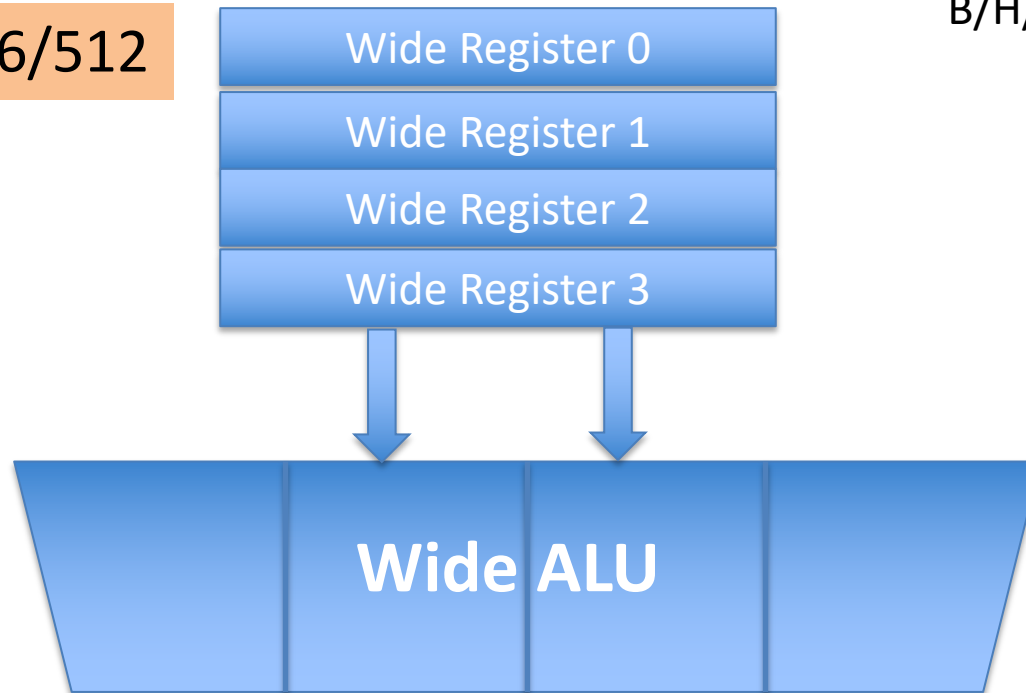 6/512
B/H/
Wide Register 0
Wide Register 1
Wide Register 2
Wide Register 3
Wide ALU